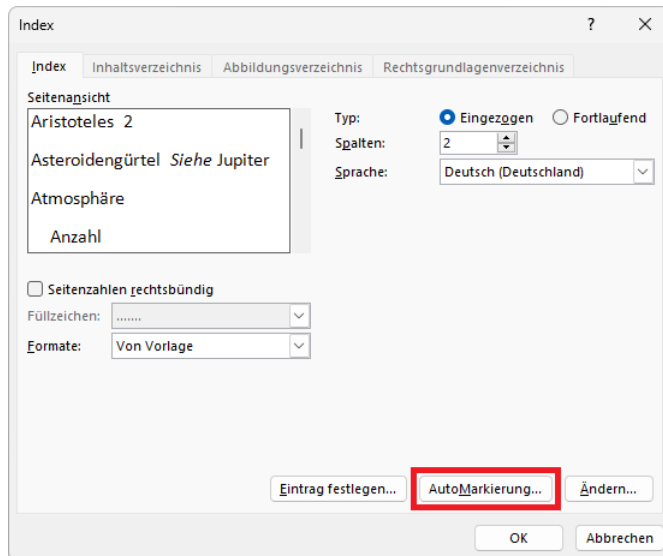 Index ?
Index Inhaltsverzeichnis Abbildungsverzeichnis Rechtsgrundlagenverzeichnis
Seitenansicht
Aristoteles 2
Asteroidengürtel Siehe Jupiter
Atmosphäre
Anzahl
Typ: Eingezogen Fortlaufend
Spalten: 2
Sprache: Deutsch (Deutschland)
Seitenzahlen rechtsbündig
Füllzeichen: .......
Formate: Von Vorlage
Eintrag festlegen... AutoMarkierung... Ändern...
OK Abbrechen